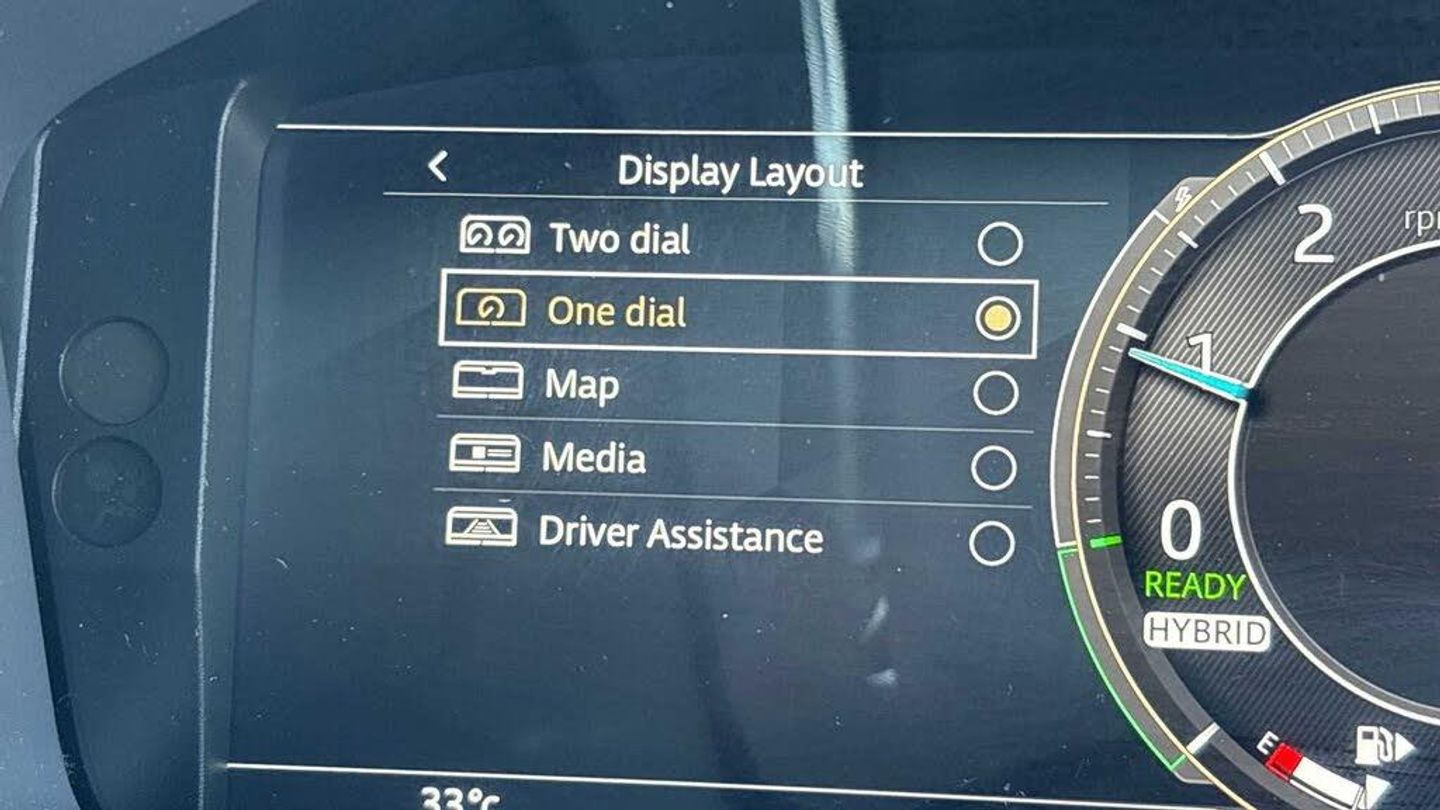 Display Layout
Two dial
One dial
Map
Media
Driver Assistance
33°C
2
1
0
READY
HYBRID
E